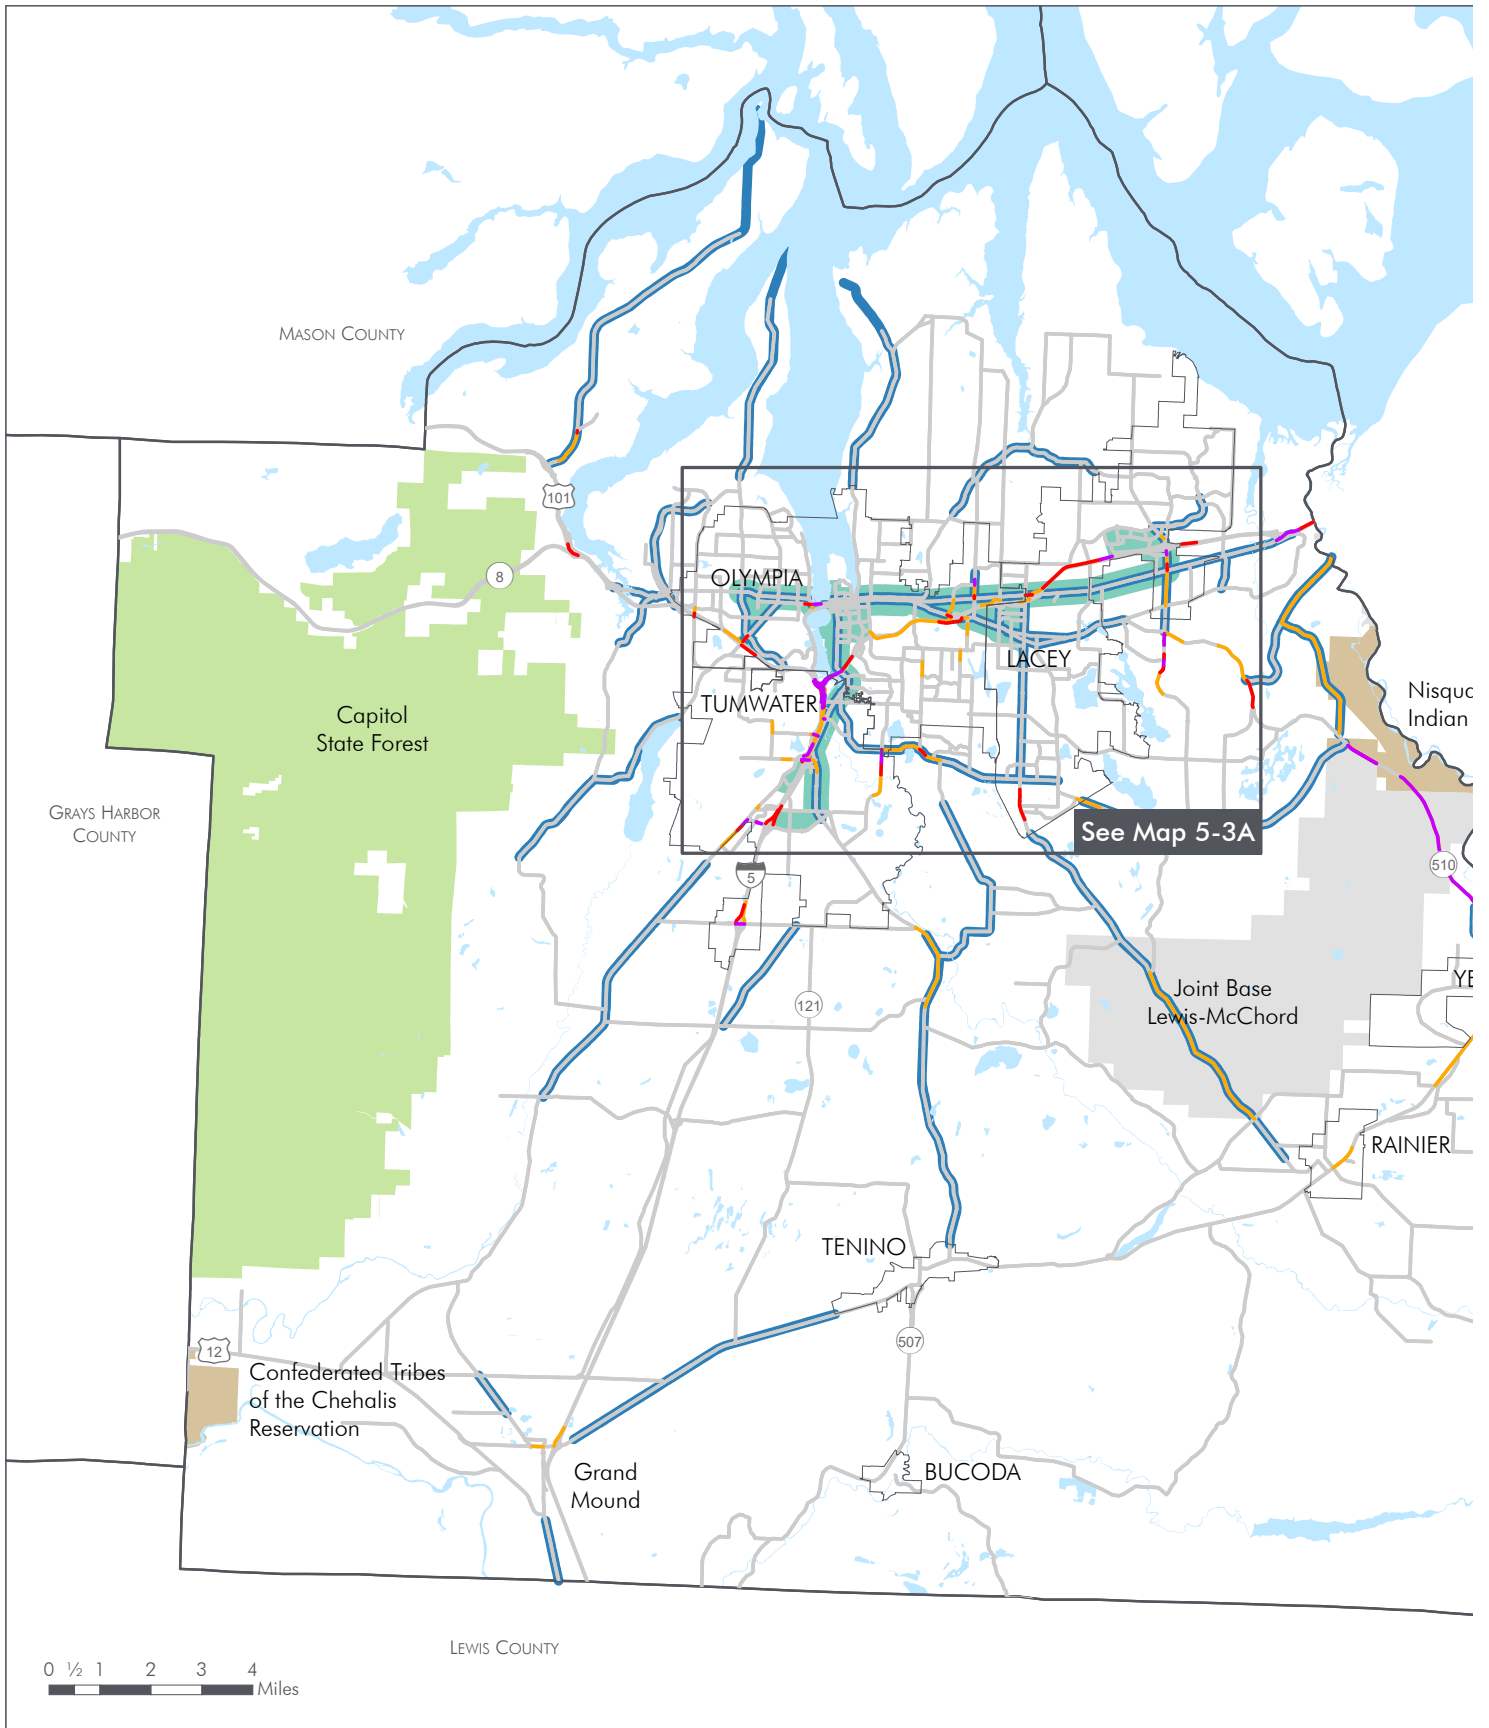 MASON COUNTY
101
8
OLYMPIA
LACEY
TUMWATER
Nisqua
Indian
Capitol
State Forest
GRAYS HARBOR
COUNTY
See Map 5-3A
5
510
121
Joint Base
Lewis-McChord
YE
RAINIER
TENINO
507
12
Confederated Tribes
of the Chehalis
Reservation
Grand
Mound
BUCODA
LEWIS COUNTY
0 ½ 1 2 3 4
Miles